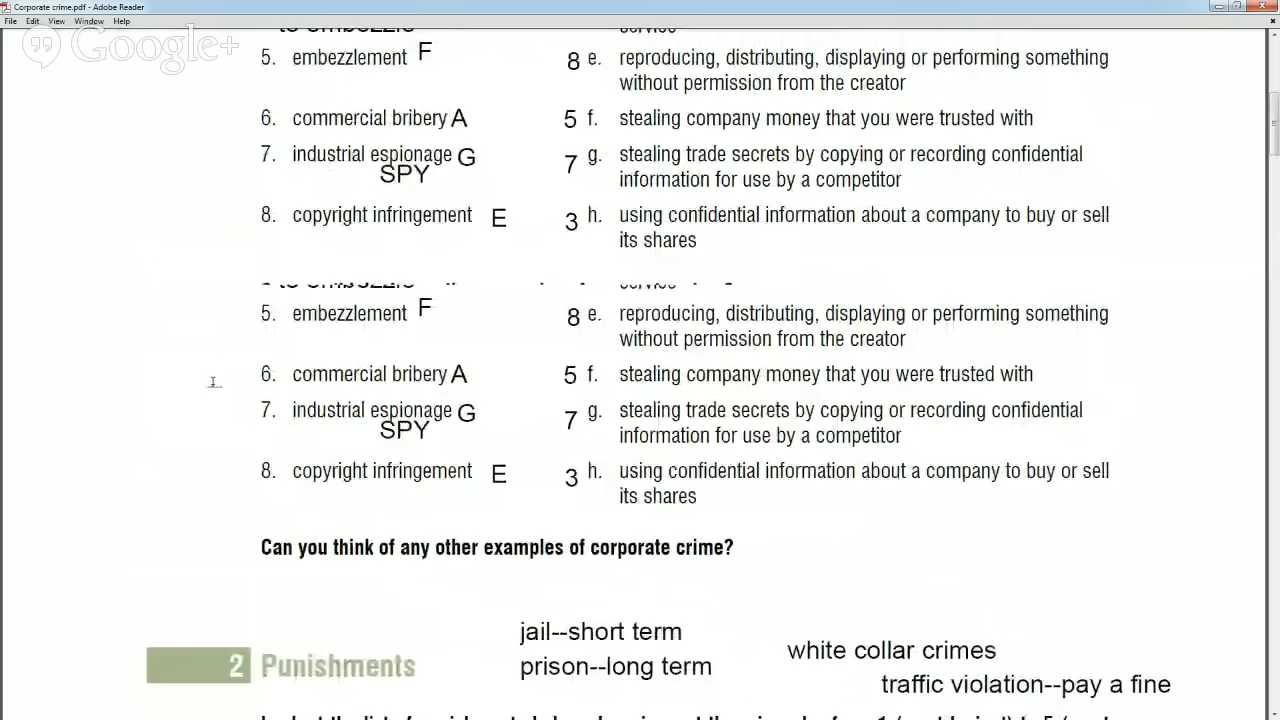 Corporate crime.pdf - Adobe Reader
File Edit View Window Help
Google+
to embezzle service
5. embezzlement F 8 e. reproducing, distributing, displaying or performing something
without permission from the creator
6. commercial bribery A 5 f. stealing company money that you were trusted with
7. industrial espionage G 7 g. stealing trade secrets by copying or recording confidential
SPY information for use by a competitor
8. copyright infringement E 3 h. using confidential information about a company to buy or sell
its shares
to embezzle service
5. embezzlement F 8 e. reproducing, distributing, displaying or performing something
without permission from the creator
6. commercial bribery A 5 f. stealing company money that you were trusted with
7. industrial espionage G 7 g. stealing trade secrets by copying or recording confidential
SPY information for use by a competitor
8. copyright infringement E 3 h. using confidential information about a company to buy or sell
its shares
Can you think of any other examples of corporate crime?
jail--short term
white collar crimes
2 Punishments prison--long term
traffic violation--pay a fine